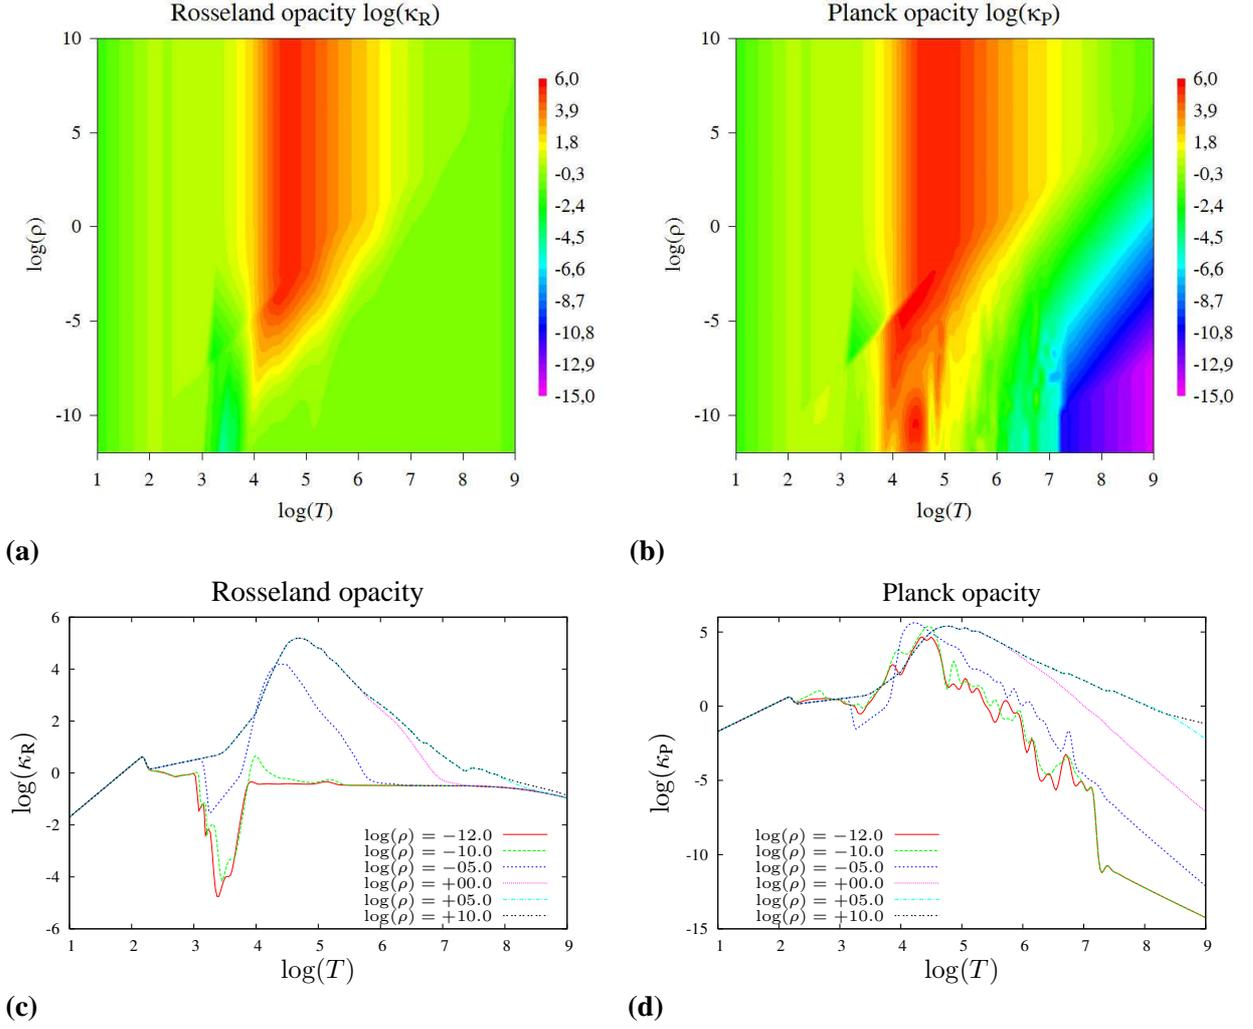 Rosseland opacity log(κR)
10
5
0
-5
-10
log(ρ)
1 2 3 4 5 6 7 8 9
log(T)
6,0
3,9
1,8
-0,3
-2,4
-4,5
-6,6
-8,7
-10,8
-12,9
-15,0
(a)
Planck opacity log(κP)
10
5
0
-5
-10
log(ρ)
1 2 3 4 5 6 7 8 9
log(T)
6,0
3,9
1,8
-0,3
-2,4
-4,5
-6,6
-8,7
-10,8
-12,9
-15,0
(b)
Rosseland opacity
6
4
2
0
-2
-4
-6
log(κR)
log(ρ) = −12.0
log(ρ) = −10.0
log(ρ) = −05.0
log(ρ) = +00.0
log(ρ) = +05.0
log(ρ) = +10.0
1 2 3 4 5 6 7 8 9
log(T)
(c)
Planck opacity
5
0
-5
-10
-15
log(κP)
log(ρ) = −12.0
log(ρ) = −10.0
log(ρ) = −05.0
log(ρ) = +00.0
log(ρ) = +05.0
log(ρ) = +10.0
1 2 3 4 5 6 7 8 9
log(T)
(d)